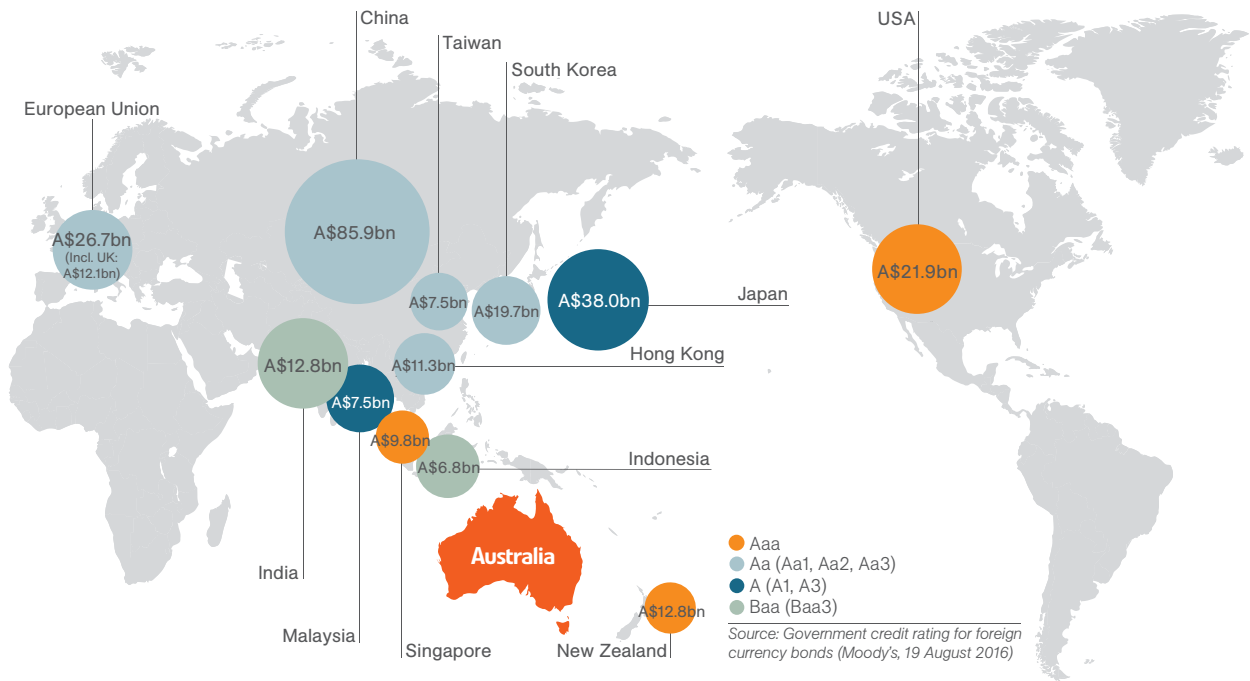 China
USA
Taiwan
South Korea
European Union
A$85.9bn
A$26.7bn
(Incl. UK:
A$12.1bn)
A$21.9bn
A$7.5bn
A$19.7bn
A$38.0bn
Japan
Hong Kong
A$12.8bn
A$11.3bn
A$7.5bn
A$9.8bn
A$6.8bn
Indonesia
Australia
India
Malaysia
Singapore
New Zealand
A$12.8bn
Aaa
Aa (Aa1, Aa2, Aa3)
A (A1, A3)
Baa (Baa3)
Source: Government credit rating for foreign
currency bonds (Moody's, 19 August 2016)